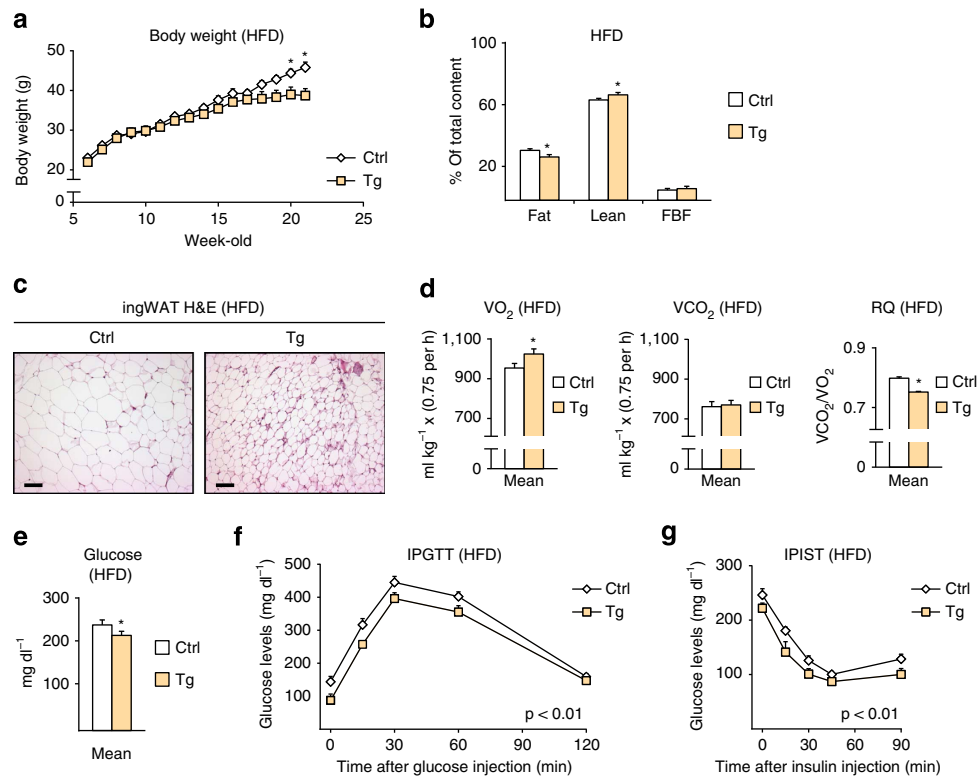 a
Body weight (HFD)
Body weight (g)
50
40
30
20
0
* *
Ctrl
Tg
5 10 15 20 25
Week-old
b
HFD
% Of total content
100
60
20
*
*
Ctrl
Tg
Fat Lean FBF
c
ingWAT H&E (HFD)
Ctrl Tg
d
VO₂ (HFD)
ml kg⁻¹ x (0.75 per h)
1,100
900
700
0
*
Ctrl
Tg
Mean
VCO₂ (HFD)
ml kg⁻¹ x (0.75 per h)
1,100
900
700
0
Ctrl
Tg
Mean
RQ (HFD)
VCO₂/VO₂
0.9
0.7
0
*
Ctrl
Tg
Mean
e
Glucose
(HFD)
mg dl⁻¹
300
200
100
*
Ctrl
Tg
Mean
f
IPGTT (HFD)
Glucose levels (mg dl⁻¹)
500
400
300
200
100
Ctrl
Tg
p < 0.01
0 30 60 90 120
Time after glucose injection (min)
g
IPIST (HFD)
Glucose levels (mg dl⁻¹)
300
200
100
Ctrl
Tg
p < 0.01
0 30 60 90
Time after insulin injection (min)